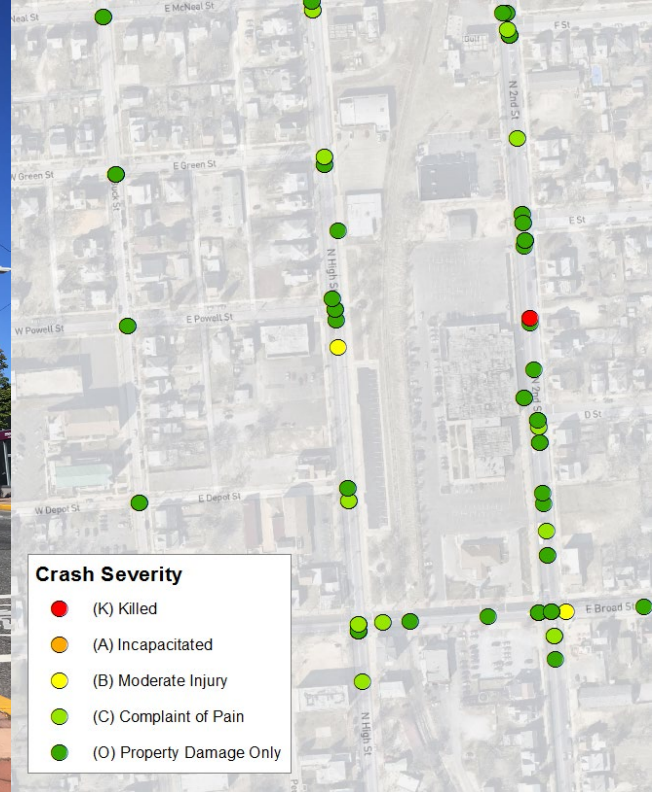 E McNeal St
Neal St
F St
N 2nd St
E Green St
W Green St
E St
N High St
E Powell St
W Powell St
N 2nd St
D St
E Depot St
W Depot St
Crash Severity
(K) Killed
(A) Incapacitated
(B) Moderate Injury
(C) Complaint of Pain
(O) Property Damage Only
E Broad St
N High St